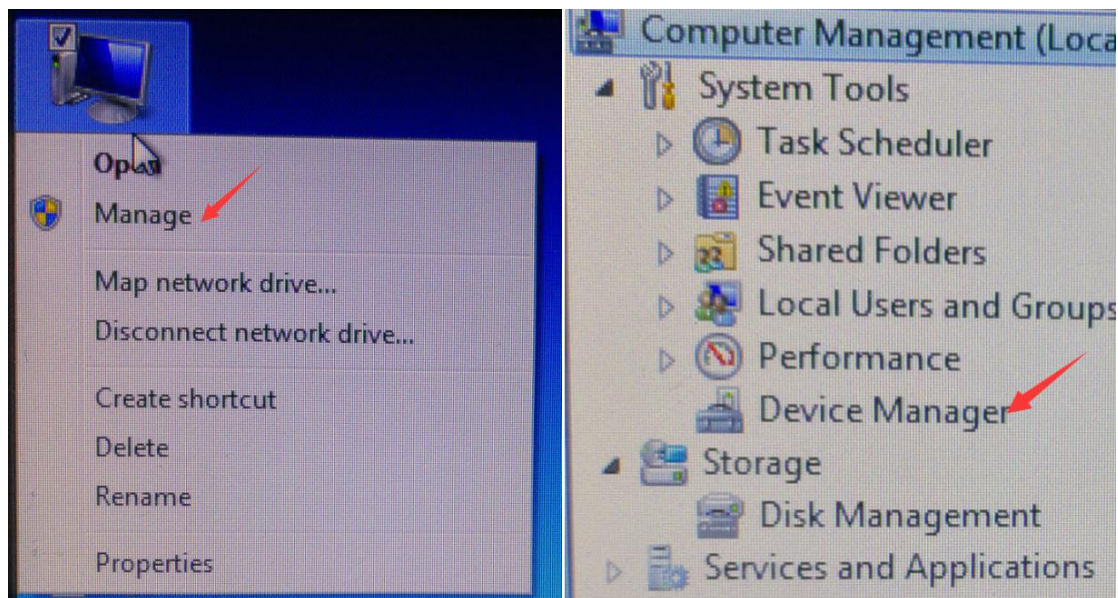 Open
Manage
Map network drive...
Disconnect network drive...
Create shortcut
Delete
Rename
Properties
Computer Management (Loca
System Tools
Task Scheduler
Event Viewer
Shared Folders
Local Users and Groups
Performance
Device Manager
Storage
Disk Management
Services and Applications